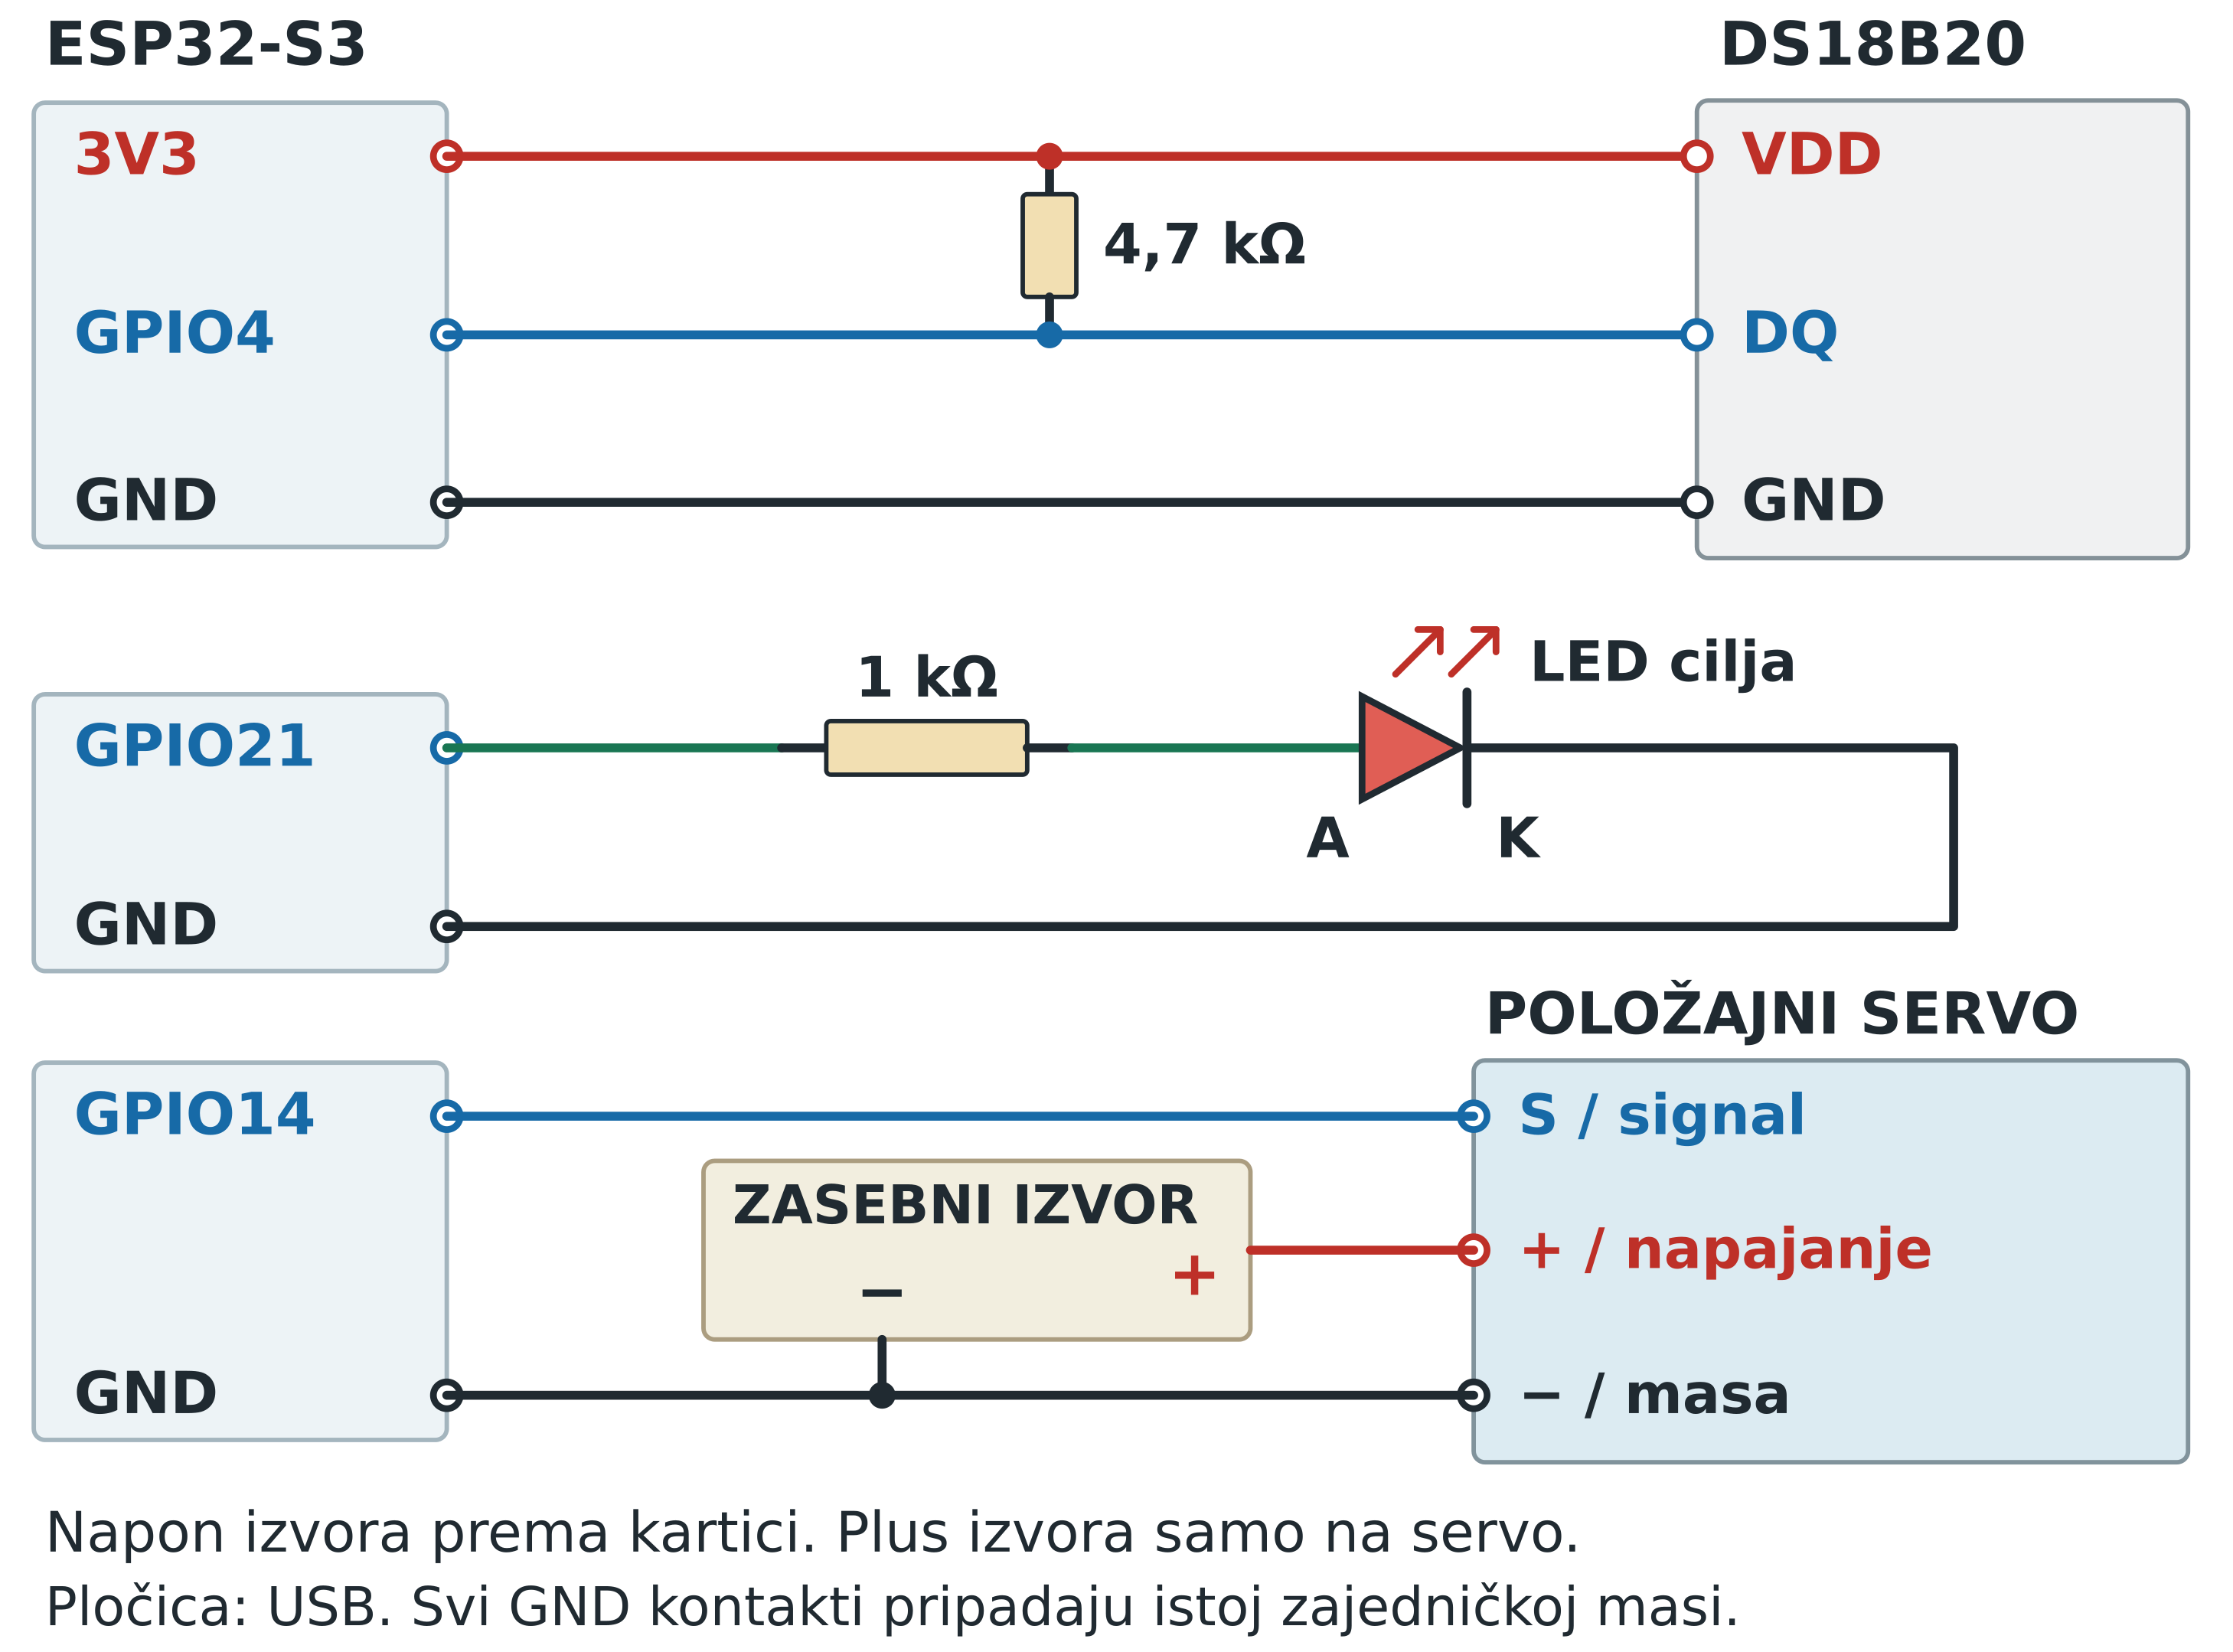 ESP32-S3
DS18B20
3V3
VDD
4,7 kΩ
GPIO4
DQ
GND
GND
LED cilja
1 kΩ
GPIO21
A
K
GND
POLOŽAJNI SERVO
GPIO14
S / signal
ZASEBNI IZVOR
+ / napajanje
+
−
GND
− / masa
Napon izvora prema kartici. Plus izvora samo na servo.
Pločica: USB. Svi GND kontakti pripadaju istoj zajedničkoj masi.